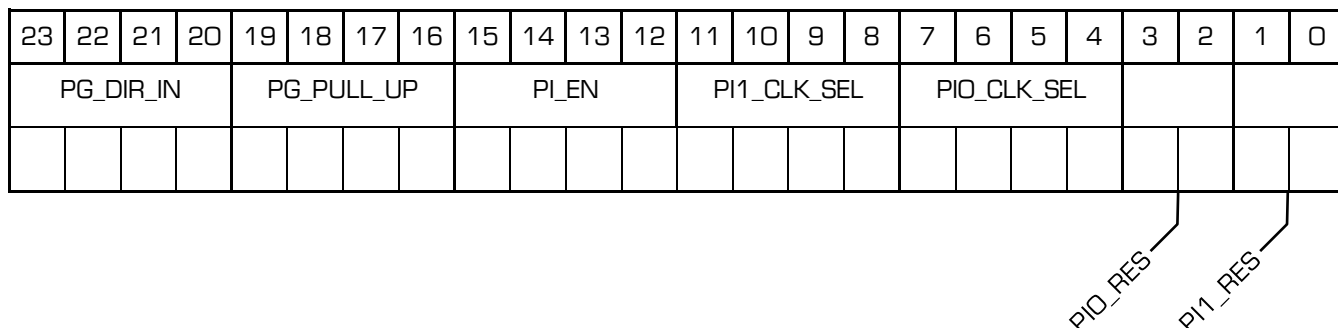 23 22 21 20 19 18 17 16 15 14 13 12 11 10 9 8 7 6 5 4 3 2 1 0
PG_DIR_IN PG_PULL_UP PI_EN PI1_CLK_SEL PI0_CLK_SEL
PI0_RES PI1_RES